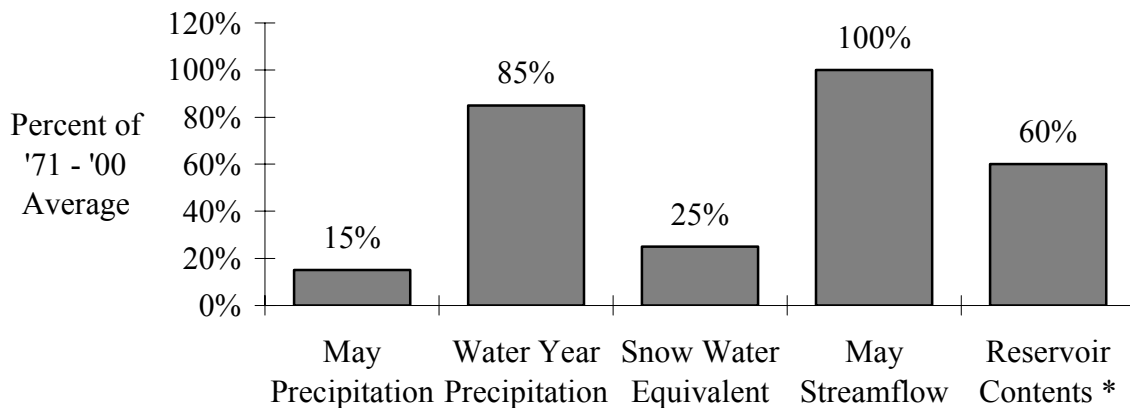 120%
100%
80%
60%
40%
20%
0%
Percent of
'71 - '00
Average
15%
85%
25%
100%
60%
May
Precipitation
Water Year
Precipitation
Snow Water
Equivalent
May
Streamflow
Reservoir
Contents *